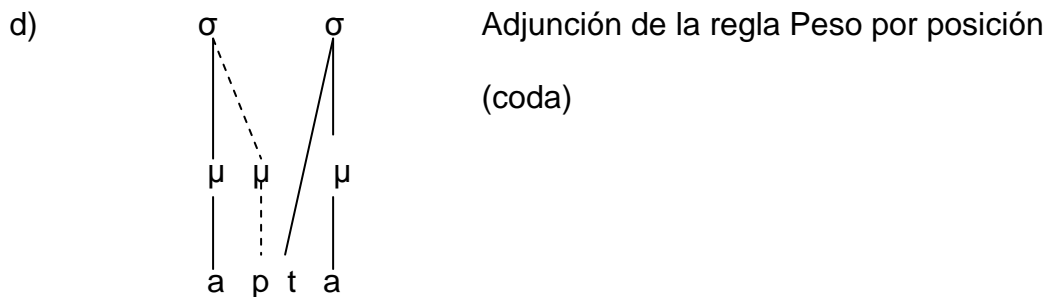 d) σ σ Adjunción de la regla Peso por posición
(coda)
μ μ μ
a p t a